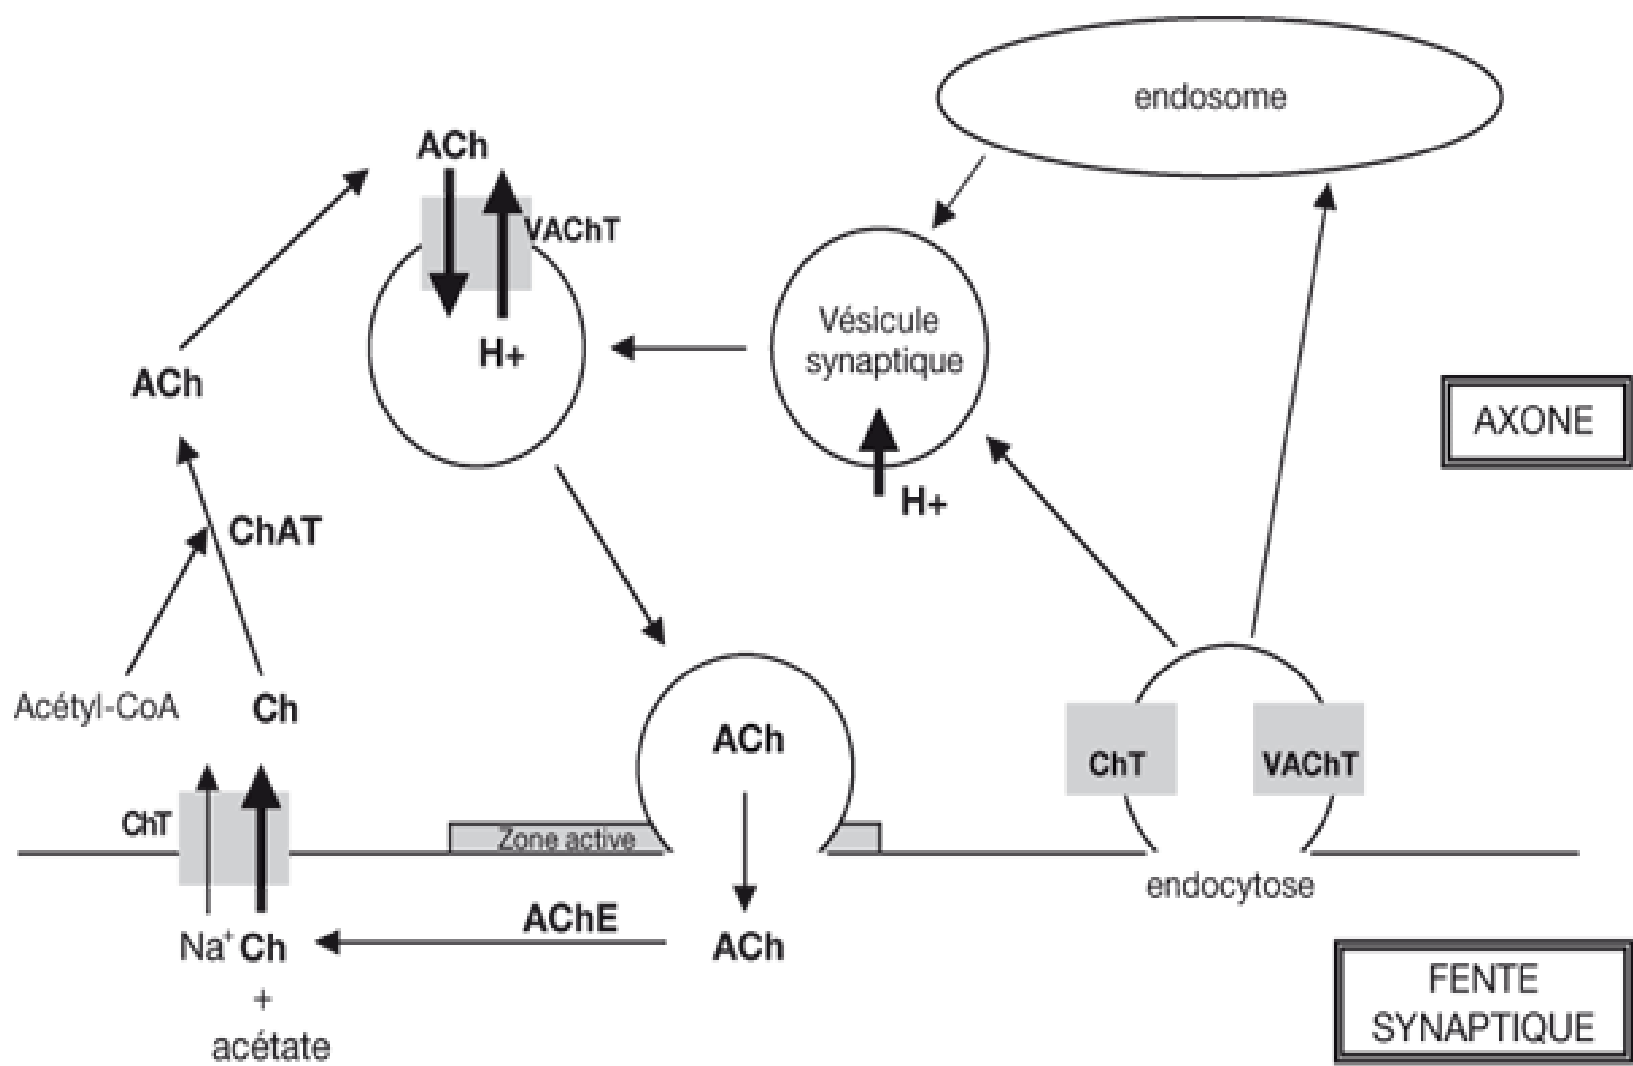 endosome
ACh
VAChT
Vésicule
synaptique
H+
ACh
AXONE
H+
ChAT
Acétyl-CoA
Ch
ACh
ChT
VAChT
ChT
Zone active
endocytose
AChE
Na⁺ Ch
ACh
+
acétate
FENTE
SYNAPTIQUE